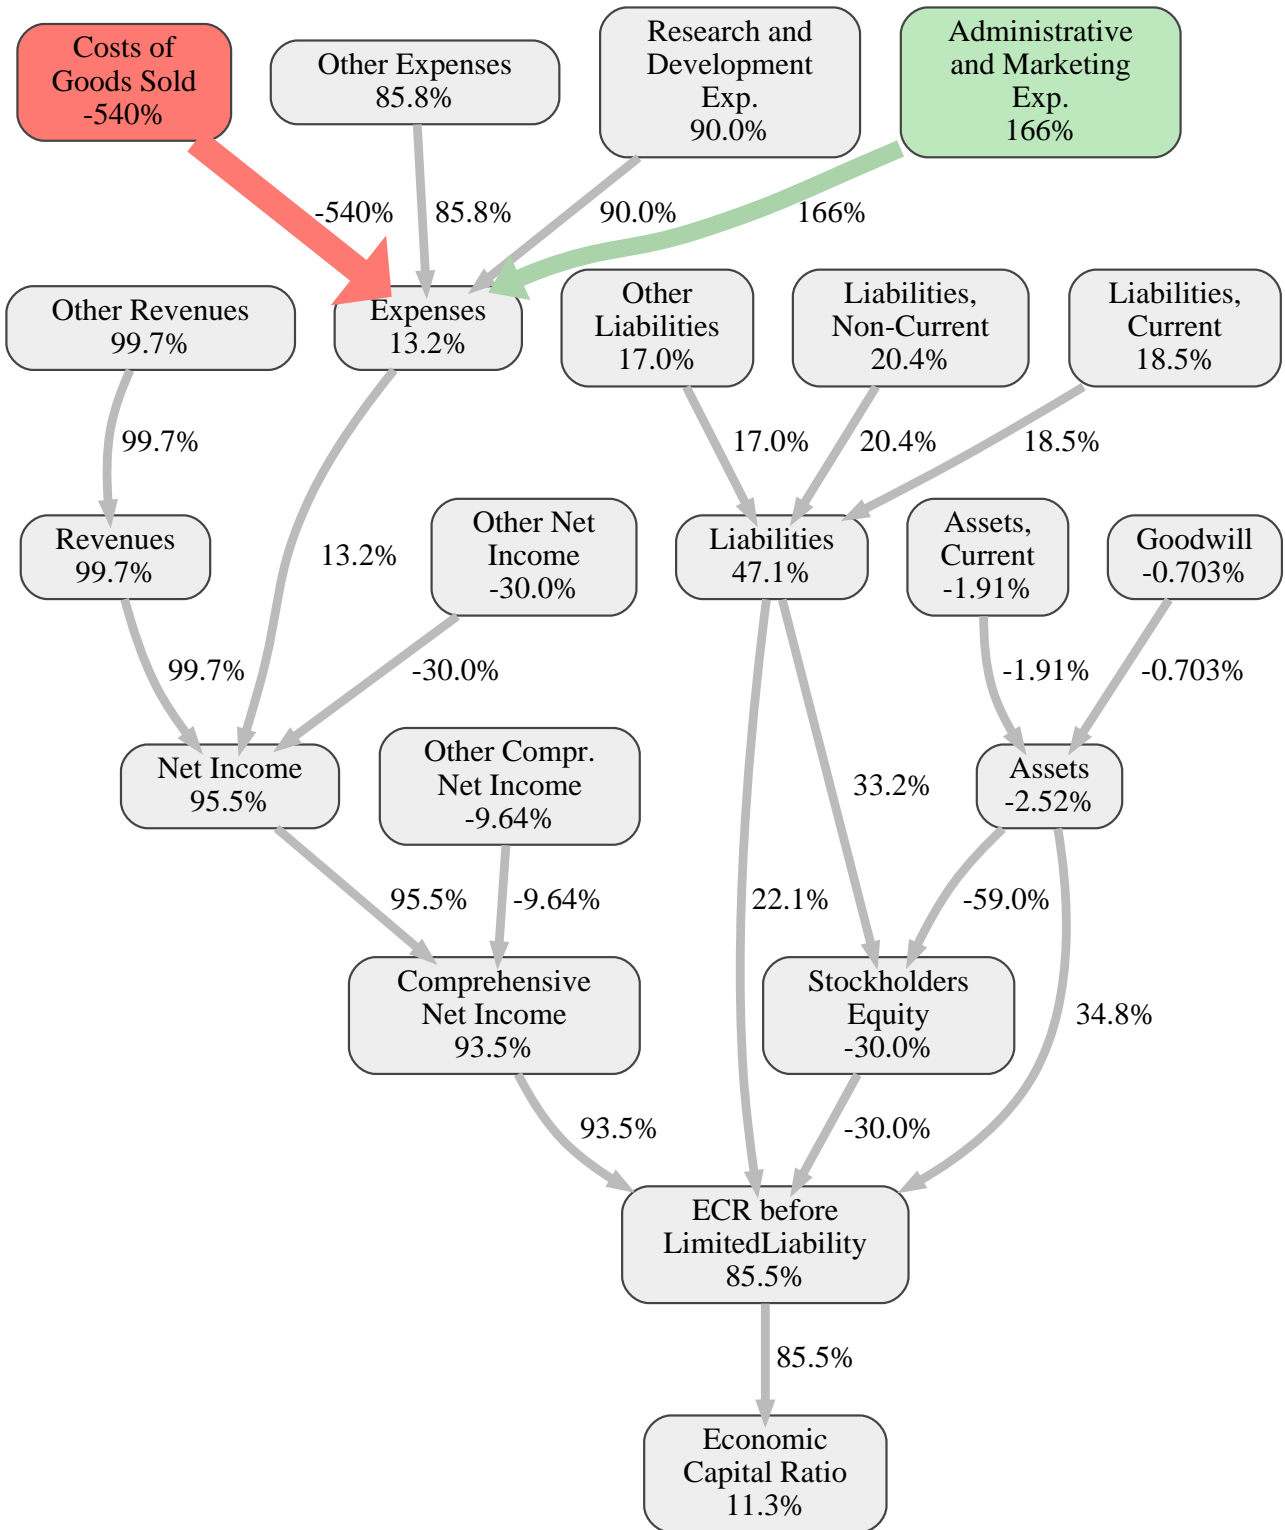 Costs of
Goods Sold
-540%
Other Expenses
85.8%
Research and
Development
Exp.
90.0%
Administrative
and Marketing
Exp.
166%
-540%
85.8%
90.0%
166%
Other Revenues
99.7%
Expenses
13.2%
Other
Liabilities
17.0%
Liabilities,
Non-Current
20.4%
Liabilities,
Current
18.5%
99.7%
17.0%
20.4%
18.5%
Revenues
99.7%
13.2%
Other Net
Income
-30.0%
Liabilities
47.1%
Assets,
Current
-1.91%
Goodwill
-0.703%
99.7%
-30.0%
-1.91%
-0.703%
Net Income
95.5%
Other Compr.
Net Income
-9.64%
33.2%
Assets
-2.52%
95.5%
-9.64%
22.1%
-59.0%
Comprehensive
Net Income
93.5%
Stockholders
Equity
-30.0%
34.8%
93.5%
-30.0%
ECR before
LimitedLiability
85.5%
85.5%
Economic
Capital Ratio
11.3%